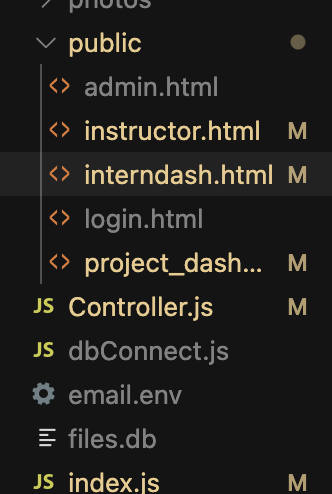 photos
public
<> admin.html
<> instructor.html M
<> interndash.html M
<> login.html
<> project_dash... M
JS Controller.js M
JS dbConnect.js
email.env
files.db
JS index.js M